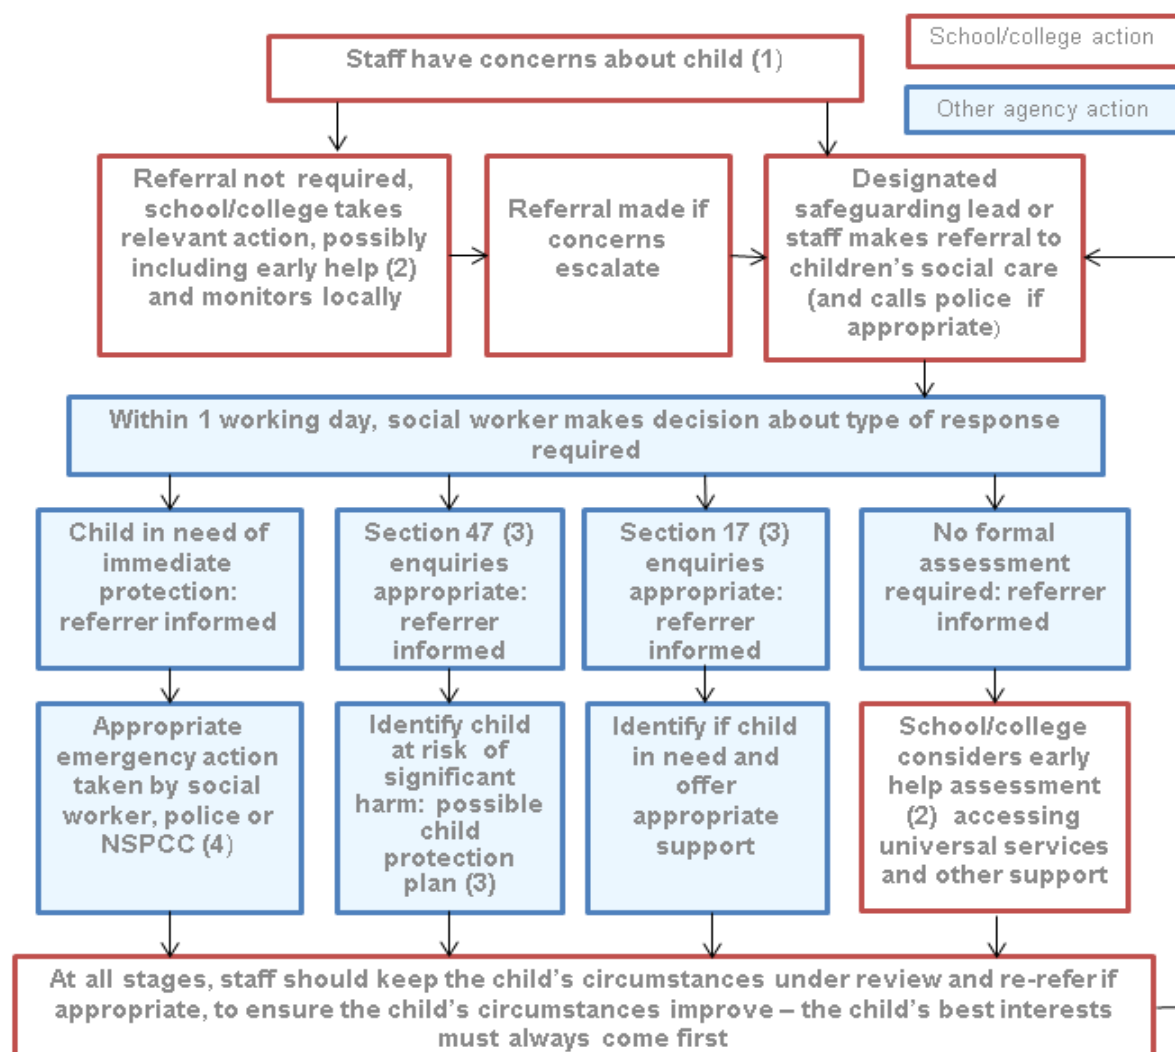 School/college action
Other agency action
Staff have concerns about child (1)
Referral not required,
school/college takes
relevant action, possibly
including early help (2)
and monitors locally
Referral made if
concerns
escalate
Designated
safeguarding lead or
staff makes referral to
children's social care
(and calls police if
appropriate)
Within 1 working day, social worker makes decision about type of response
required
Child in need of
immediate
protection:
referrer informed
Section 47 (3)
enquiries
appropriate:
referrer
informed
Section 17 (3)
enquiries
appropriate:
referrer
informed
No formal
assessment
required: referrer
informed
Appropriate
emergency action
taken by social
worker, police or
NSPCC (4)
Identify child
at risk of
significant
harm: possible
child
protection
plan (3)
Identify if child
in need and
offer
appropriate
support
School/college
considers early
help assessment
(2) accessing
universal services
and other support
At all stages, staff should keep the child's circumstances under review and re-refer if
appropriate, to ensure the child's circumstances improve – the child's best interests
must always come first